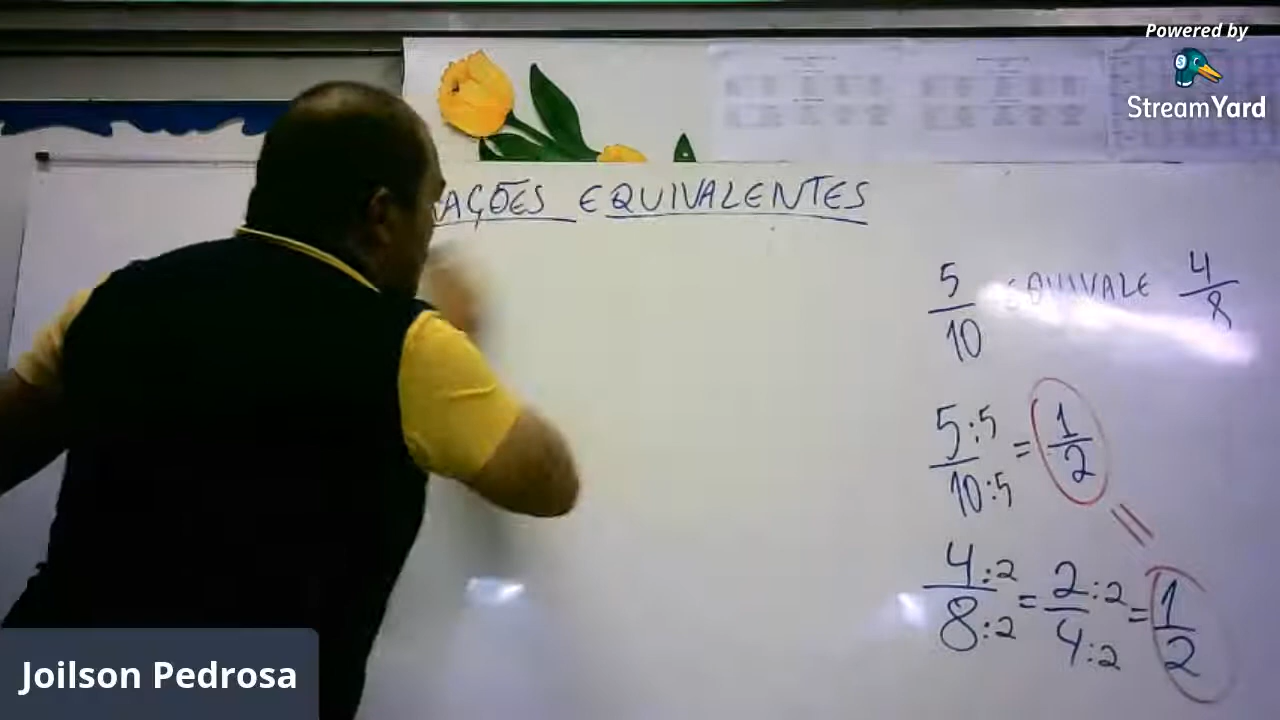 Powered by
StreamYard
AÇÕES EQUIVALENTES
5/10 EQUIVALE 4/8
5:5/10:5 = 1/2
=
4:2/8:2 = 2:2/4:2 = 1/2
Joilson Pedrosa